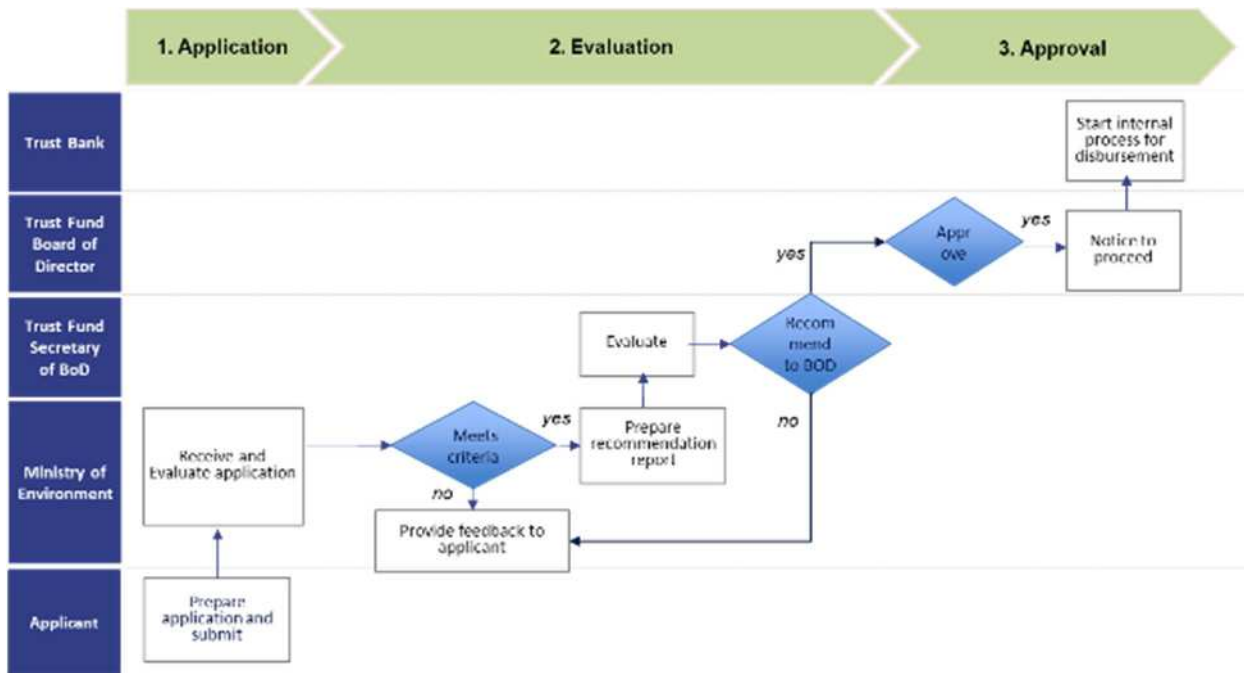 1. Application
2. Evaluation
3. Approval
Trust Bank
Start internal
process for
disbursement
Trust Fund
Board of
Director
Appr
ove
yes
Notice to
proceed
yes
Trust Fund
Secretary
of BoD
Evaluate
Recom
mend
to BOD
Ministry of
Environment
Receive and
Evaluate application
Meets
criteria
yes
Prepare
recommendation
report
no
no
Provide feedback to
applicant
Applicant
Prepare
application and
submit